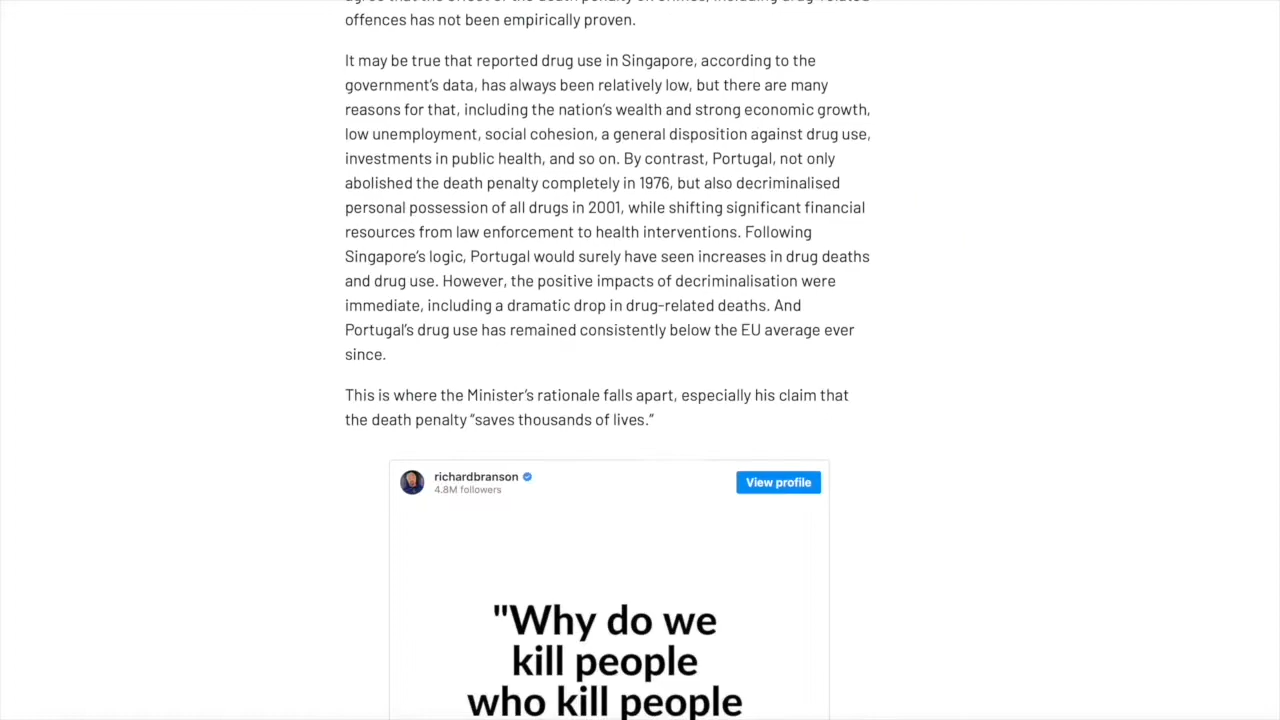 offences has not been empirically proven.
It may be true that reported drug use in Singapore, according to the
government's data, has always been relatively low, but there are many
reasons for that, including the nation's wealth and strong economic growth,
low unemployment, social cohesion, a general disposition against drug use,
investments in public health, and so on. By contrast, Portugal, not only
abolished the death penalty completely in 1976, but also decriminalised
personal possession of all drugs in 2001, while shifting significant financial
resources from law enforcement to health interventions. Following
Singapore's logic, Portugal would surely have seen increases in drug deaths
and drug use. However, the positive impacts of decriminalisation were
immediate, including a dramatic drop in drug-related deaths. And
Portugal's drug use has remained consistently below the EU average ever
since.
This is where the Minister's rationale falls apart, especially his claim that
the death penalty “saves thousands of lives.”
richardbranson
4.8M followers
View profile
"Why do we
kill people
who kill people